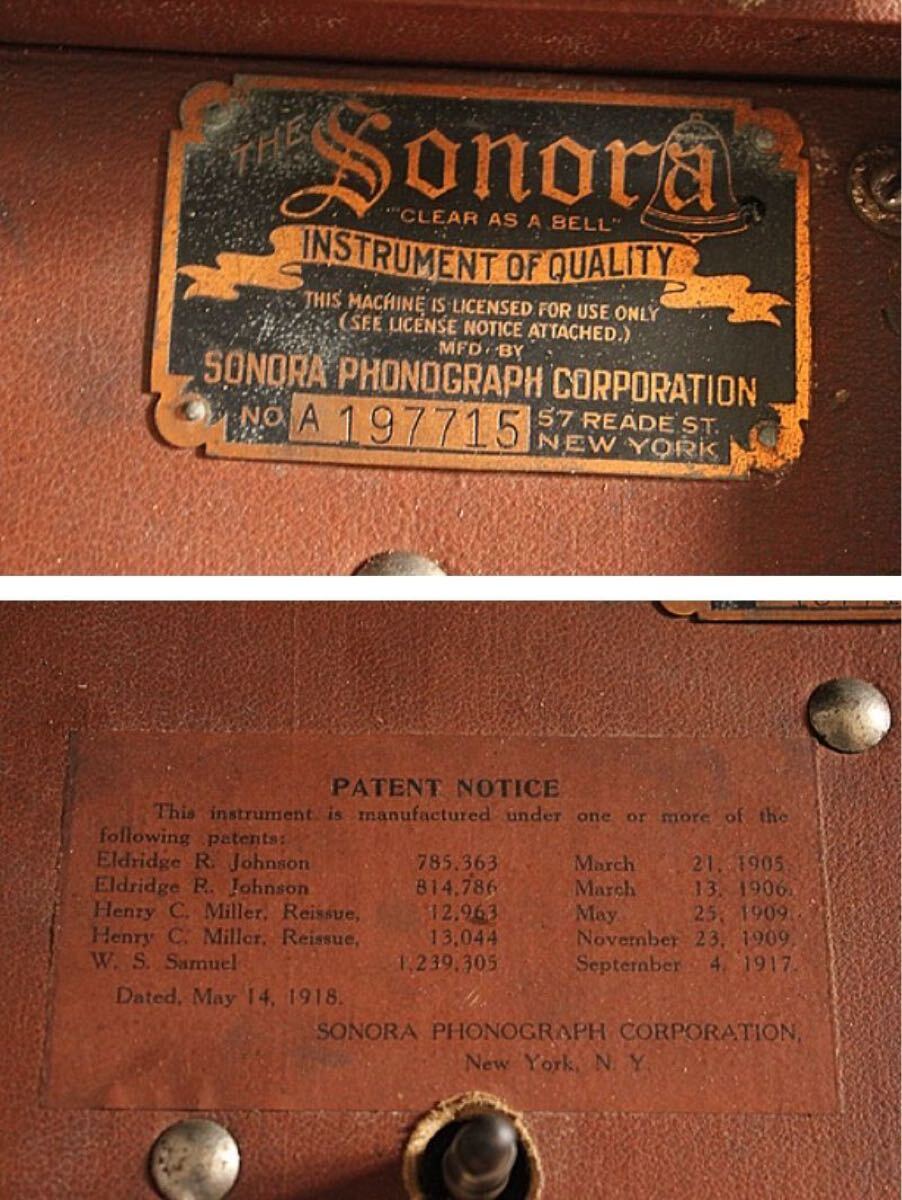 THE Sonora
"CLEAR AS A BELL"
INSTRUMENT OF QUALITY
THIS MACHINE IS LICENSED FOR USE ONLY
(SEE LICENSE NOTICE ATTACHED.)
MFD. BY
SONORA PHONOGRAPH CORPORATION
NO. A 197715 57 READE ST.
NEW YORK
PATENT NOTICE
This instrument is manufactured under one or more of the
following patents:
Eldridge R. Johnson 785,363 March 21, 1905.
Eldridge R. Johnson 814,786 March 13, 1906.
Henry C. Miller, Reissue, 12,963 May 25, 1909.
Henry C. Miller, Reissue, 13,044 November 23, 1909.
W. S. Samuel 1,239,305 September 4, 1917.
Dated, May 14, 1918.
SONORA PHONOGRAPH CORPORATION,
New York, N. Y.